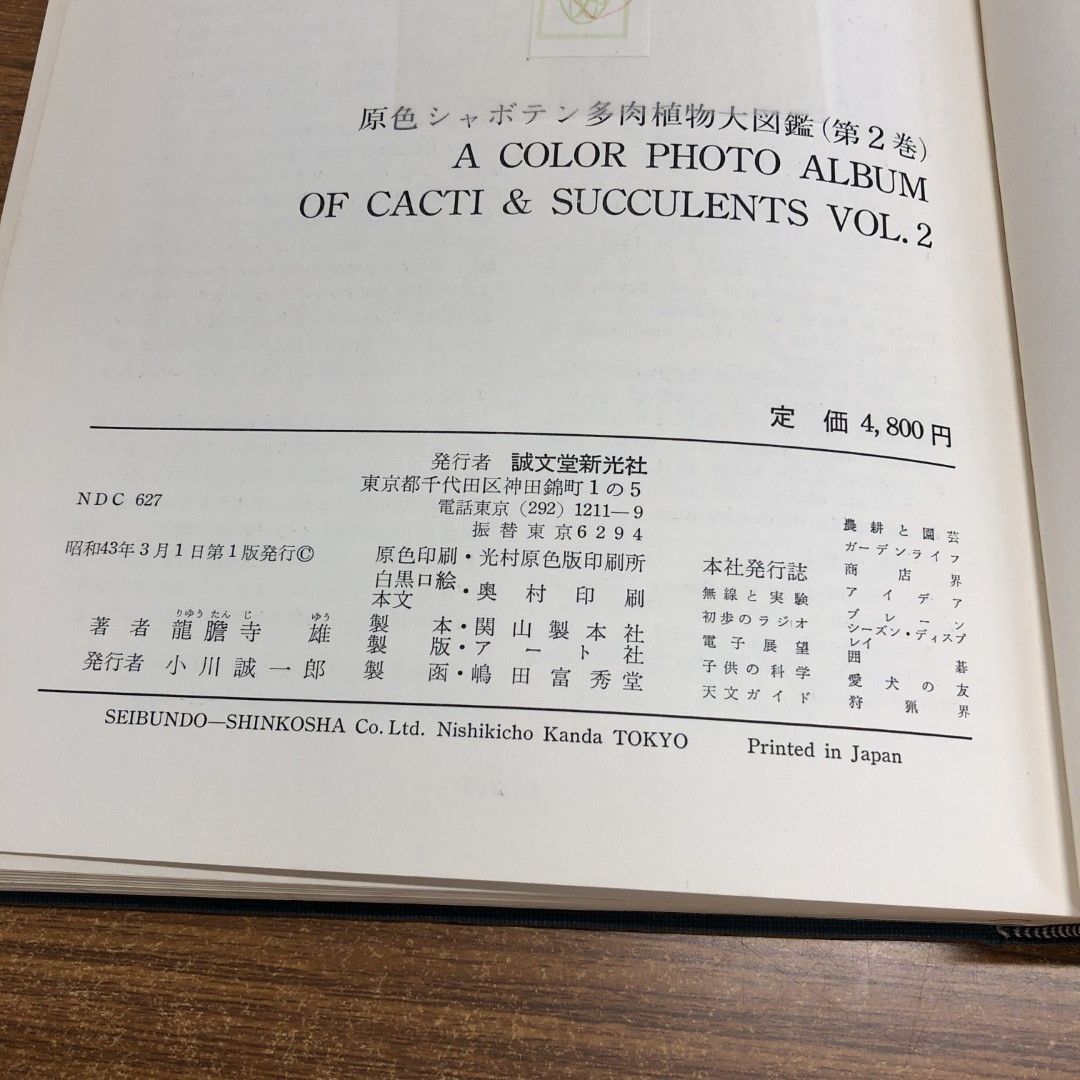 原色シャボテン多肉植物大図鑑(第2巻)
A COLOR PHOTO ALBUM
OF CACTI & SUCCULENTS VOL.2
定 価 4,800円
NDC 627
昭和43年3月1日第1版発行©
りゆう たん じ ゆう
著 者 龍膽寺 雄
発行者 小川誠一郎
発行者 誠文堂新光社
東京都千代田区神田錦町1の5
電話東京(292)1211—9
振替東京6294
原色印刷・光村原色版印刷所
白黒口絵
本文・奥村印刷
製本・関山製本社
製版・アート社
製函・嶋田富秀堂
本社発行誌
無線と実験
初歩のラジオ
電子展望
子供の科学
天文ガイド
農耕と園芸
ガーデンライフ
商店界
アイデア
ブレーン
シーズン・ディスプ
レイ
囲碁
愛犬の友
狩猟界
SEIBUNDO—SHINKOSHA Co. Ltd. Nishikicho Kanda TOKYO
Printed in Japan